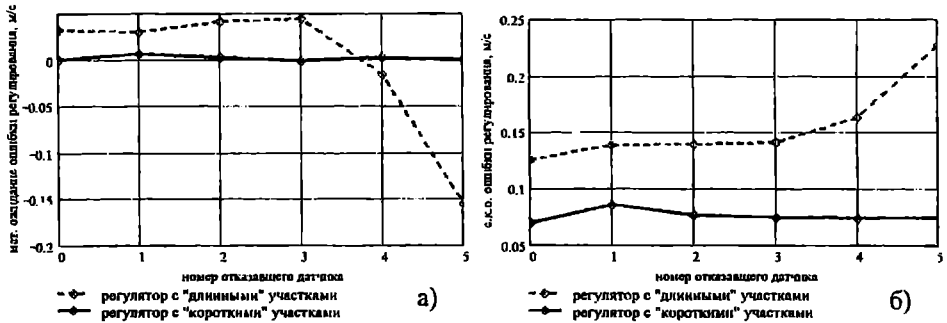 мат. ожидание ошибки регулирования, м/с
0
-0.05
-0.1
-0.15
-0.2
0 1 2 3 4 5
номер отказавшего датчика
регулятор с "длинными" участками
регулятор с "короткими" участками
а)
с.к.о. ошибки регулирования, м/с
0.25
0.2
0.15
0.1
0.05
0 1 2 3 4 5
номер отказавшего датчика
регулятор с "длинными" участками
регулятор с "короткими" участками
б)